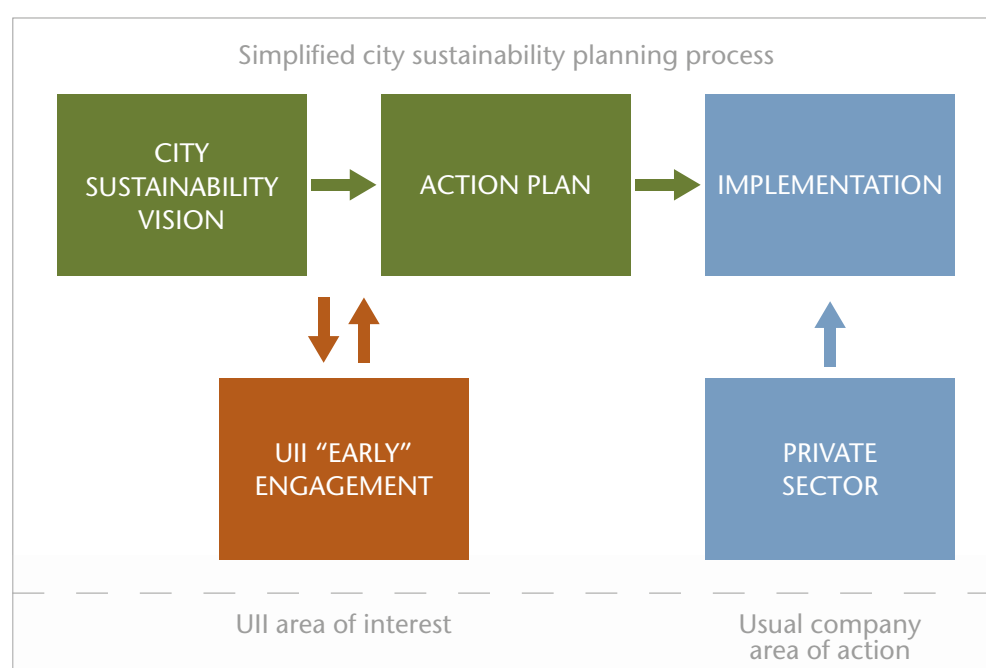 Simplified city sustainability planning process
CITY
SUSTAINABILITY
VISION
ACTION PLAN
IMPLEMENTATION
UII “EARLY”
ENGAGEMENT
PRIVATE
SECTOR
UII area of interest
Usual company
area of action